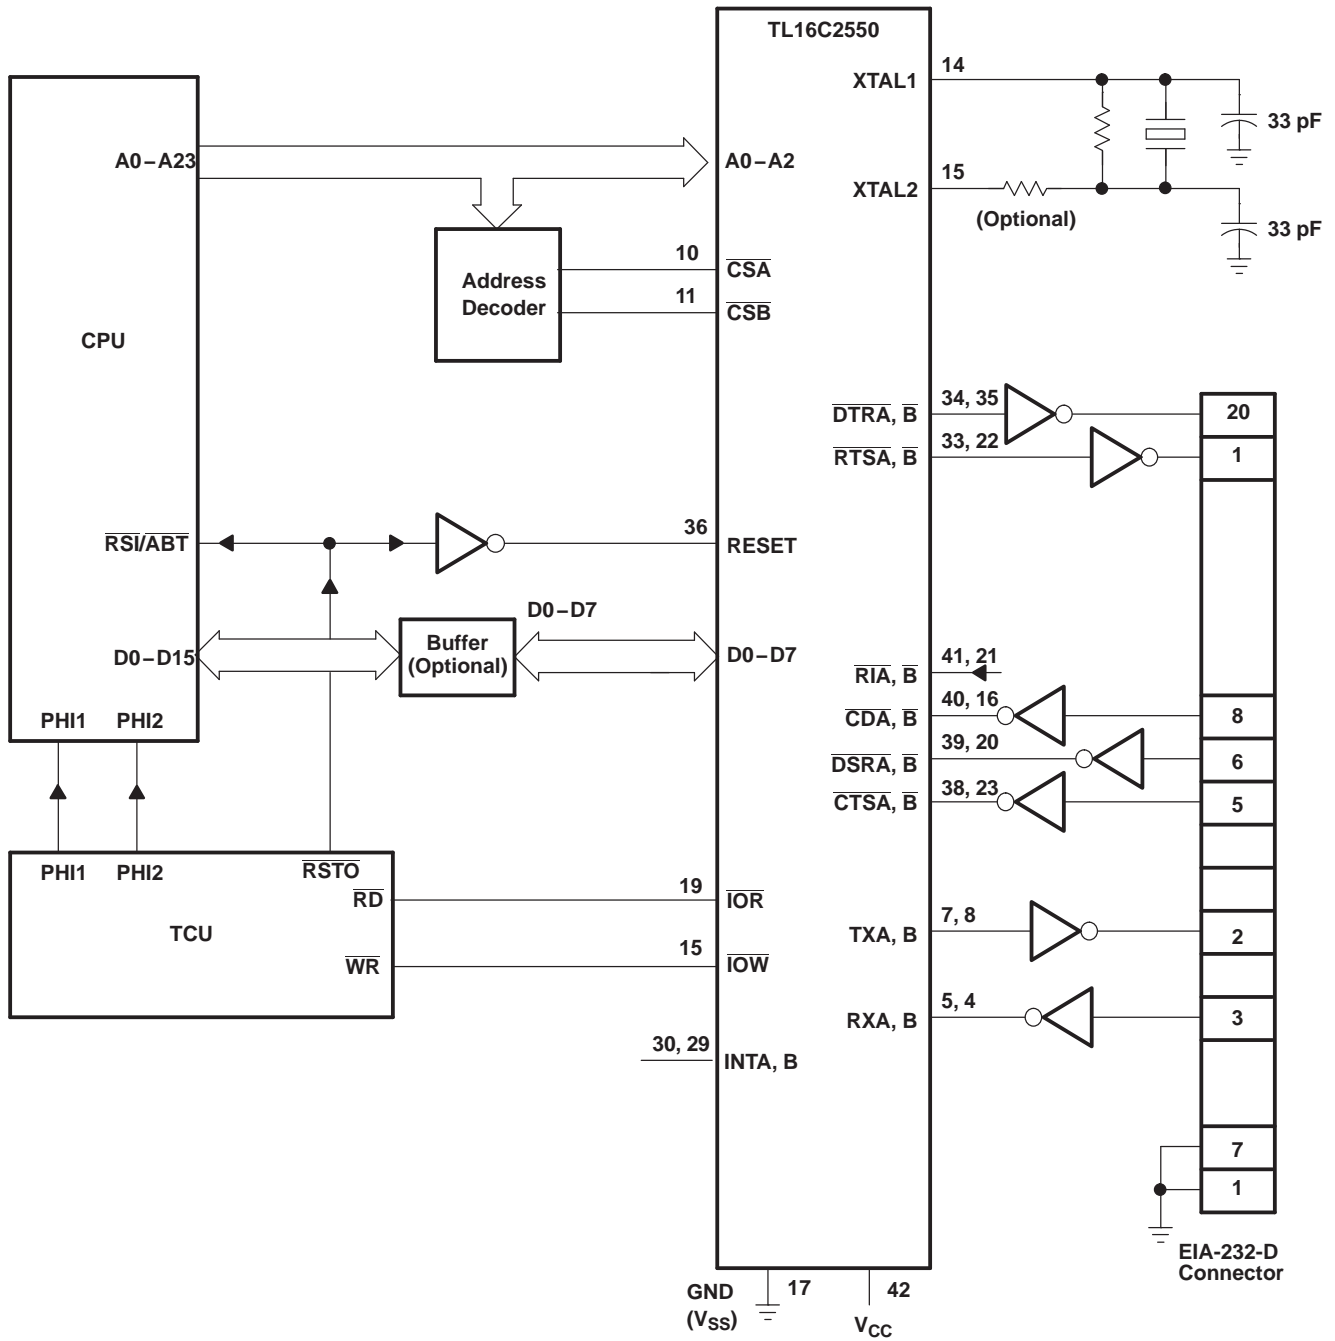 TL16C2550
14
XTAL1
33 pF
A0–A23
A0–A2
15
XTAL2
(Optional)
33 pF
10
CSA
Address
Decoder
11
CSB
CPU
34, 35
DTRA, B
20
33, 22
RTSA, B
1
36
RSI/ABT
RESET
D0–D7
Buffer
(Optional)
D0–D15
D0–D7
41, 21
RIA, B
40, 16
CDA, B
8
PHI1
PHI2
39, 20
DSRA, B
6
38, 23
CTSA, B
5
PHI1
PHI2
RSTO
RD
19
IOR
7, 8
TXA, B
2
TCU
WR
15
IOW
5, 4
RXA, B
3
30, 29
INTA, B
7
1
EIA-232-D
Connector
GND
(VSS)
17
42
VCC